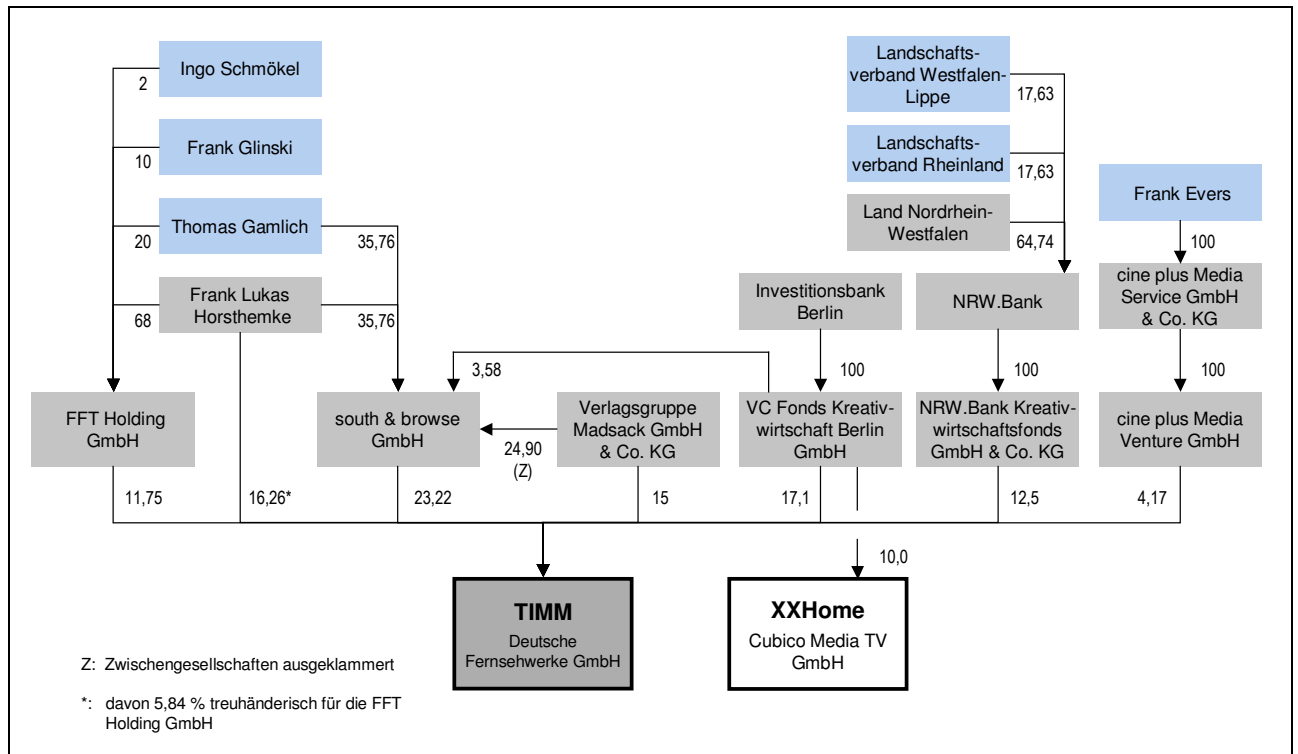 Ingo Schmökel
2
Frank Glinski
10
Thomas Gamlich
20
35,76
Frank Lukas
Horsthemke
68
35,76
Landschafts-
verband Westfalen-
Lippe
17,63
Landschafts-
verband Rheinland
17,63
Land Nordrhein-
Westfalen
64,74
Frank Evers
100
Investitionsbank
Berlin
NRW.Bank
cine plus Media
Service GmbH
& Co. KG
3,58
100
100
100
FFT Holding
GmbH
south & browse
GmbH
24,90
(Z)
Verlagsgruppe
Madsack GmbH
& Co. KG
VC Fonds Kreativ-
wirtschaft Berlin
GmbH
NRW.Bank Kreativ-
wirtschaftsfonds
GmbH & Co. KG
cine plus Media
Venture GmbH
11,75
16,26*
23,22
15
17,1
12,5
4,17
10,0
TIMM
Deutsche
Fernsehwerke GmbH
XXHome
Cubico Media TV
GmbH
Z: Zwischengesellschaften ausgeklammert
*: davon 5,84 % treuhänderisch für die FFT
Holding GmbH